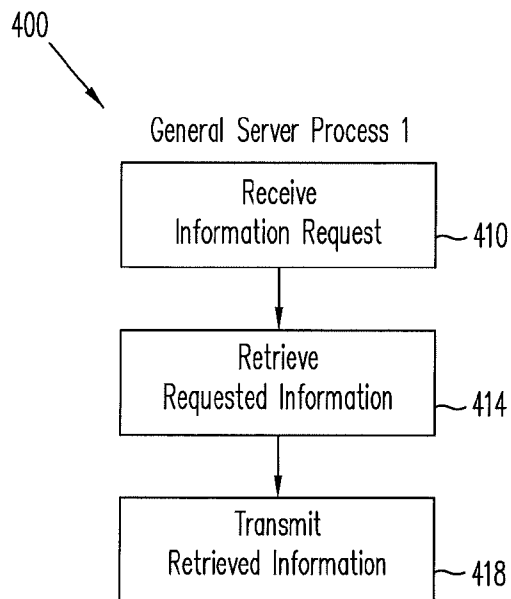 400
General Server Process 1
Receive
Information Request
410
Retrieve
Requested Information
414
Transmit
Retrieved Information
418